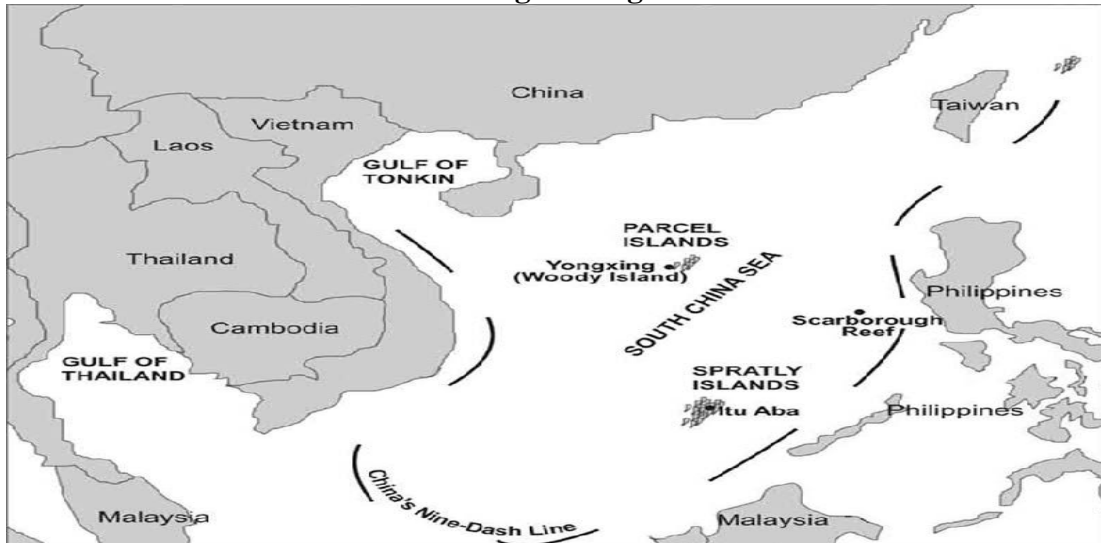 China
Taiwan
Vietnam
Laos
GULF OF
TONKIN
PARCEL
ISLANDS
Thailand
Yongxing
(Woody Island)
SOUTH CHINA SEA
Philippines
Cambodia
Scarborough
Reef
GULF OF
THAILAND
SPRATLY
ISLANDS
Itu Aba
Philippines
China's Nine-Dash Line
Malaysia
Malaysia